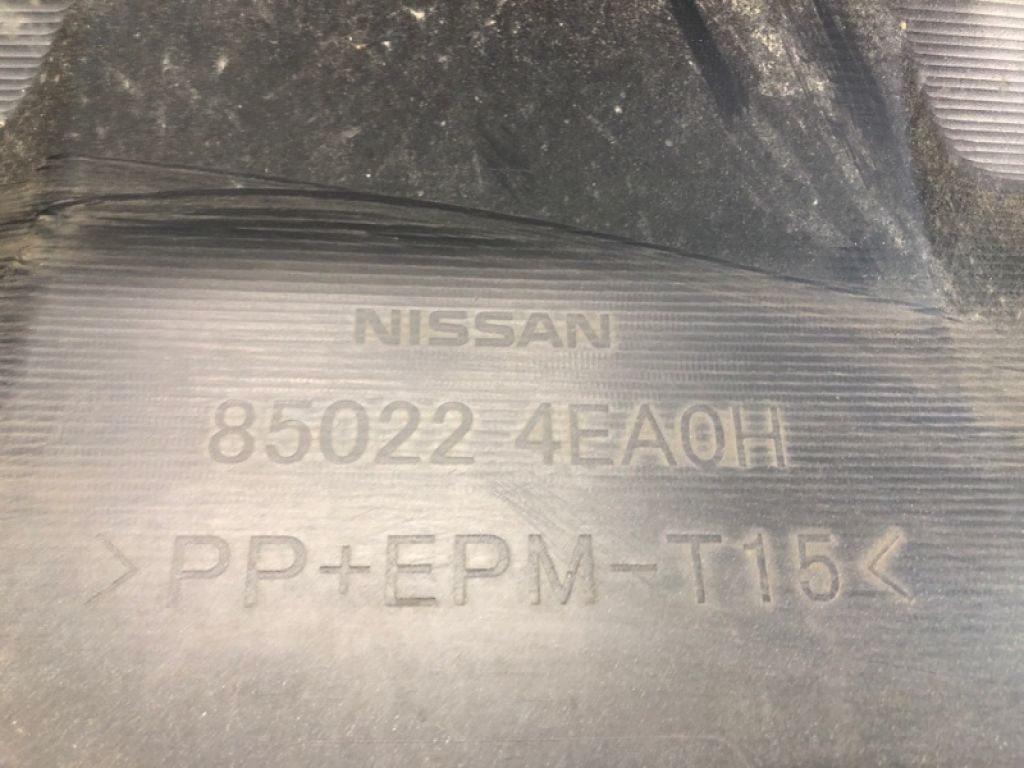 NISSAN
85022 4EA0H
>PP+EPM-T15<